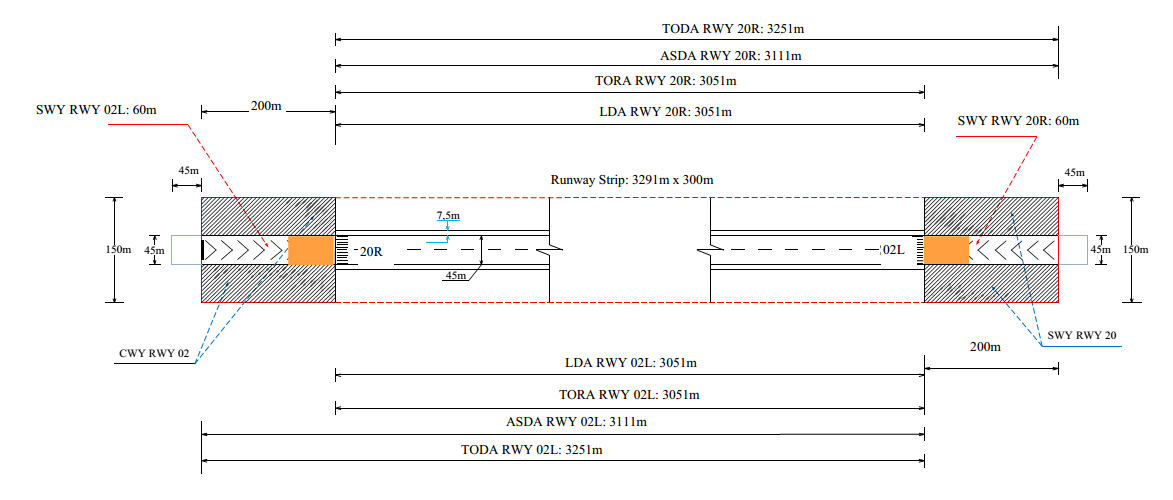 TODA RWY 20R: 3251m
ASDA RWY 20R: 3111m
TORA RWY 20R: 3051m
SWY RWY 02L: 60m
200m
LDA RWY 20R: 3051m
SWY RWY 20R: 60m
45m
Runway Strip: 3291m x 300m
45m
7,5m
150m
45m
20R
02L
45m
150m
45m
CWY RWY 02
SWY RWY 20
200m
LDA RWY 02L: 3051m
TORA RWY 02L: 3051m
ASDA RWY 02L: 3111m
TODA RWY 02L: 3251m